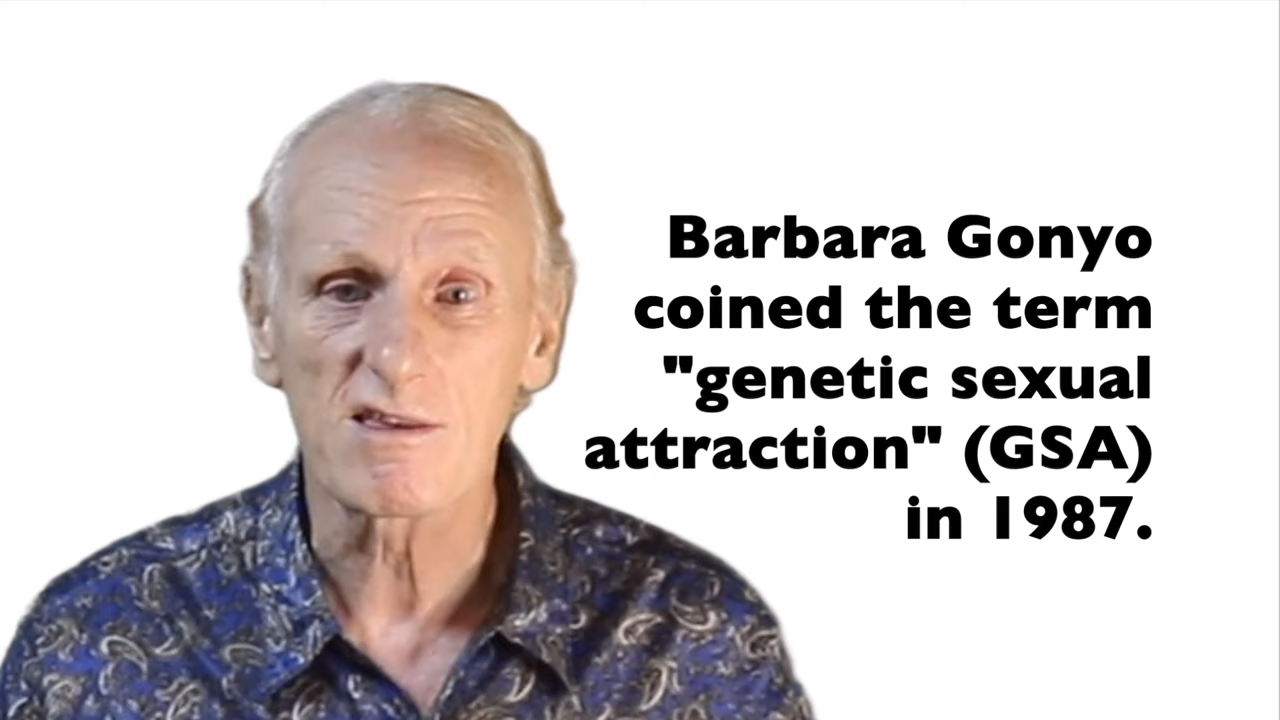 Barbara Gonyo
coined the term
"genetic sexual
attraction" (GSA)
in 1987.